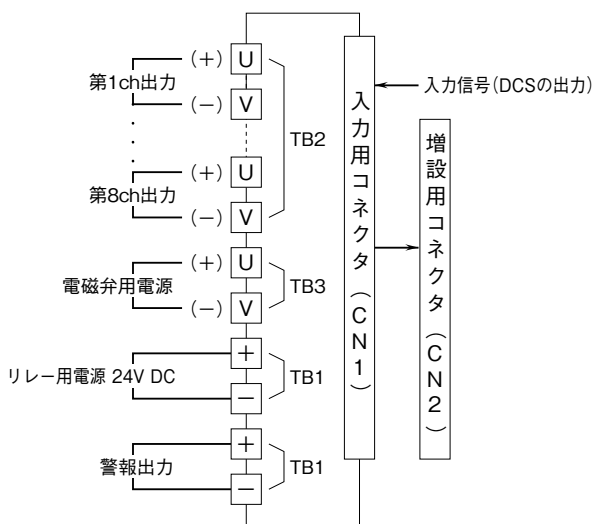 (+) U
第1ch出力
(−) V
TB2
(+) U
第8ch出力
(−) V
(+) U
電磁弁用電源
TB3
(−) V
+
リレー用電源 24V DC
TB1
−
+
警報出力
TB1
−
入力用コネクタ(CN1)
入力信号(DCSの出力)
増設用コネクタ(CN2)